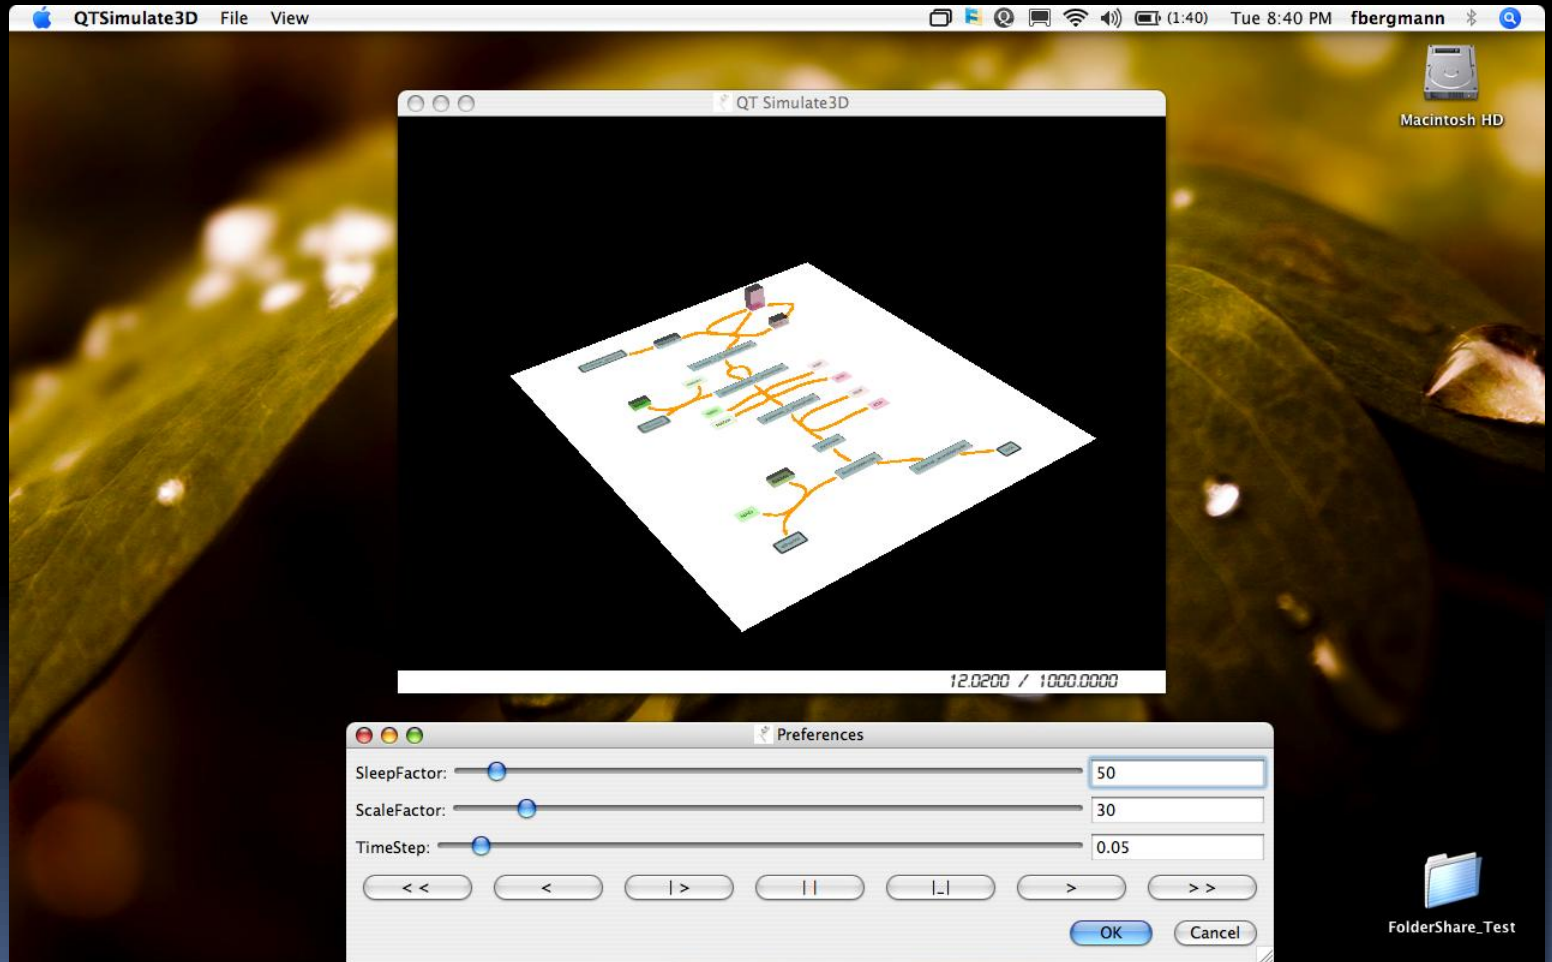 QTSimulate3D File View (1:40) Tue 8:40 PM fbergmann
Macintosh HD
QT Simulate3D
12.0200 / 1000.0000
Preferences
SleepFactor: 50
ScaleFactor: 30
TimeStep: 0.05
< < < | > | | |_| > > >
OK Cancel
FolderShare_Test